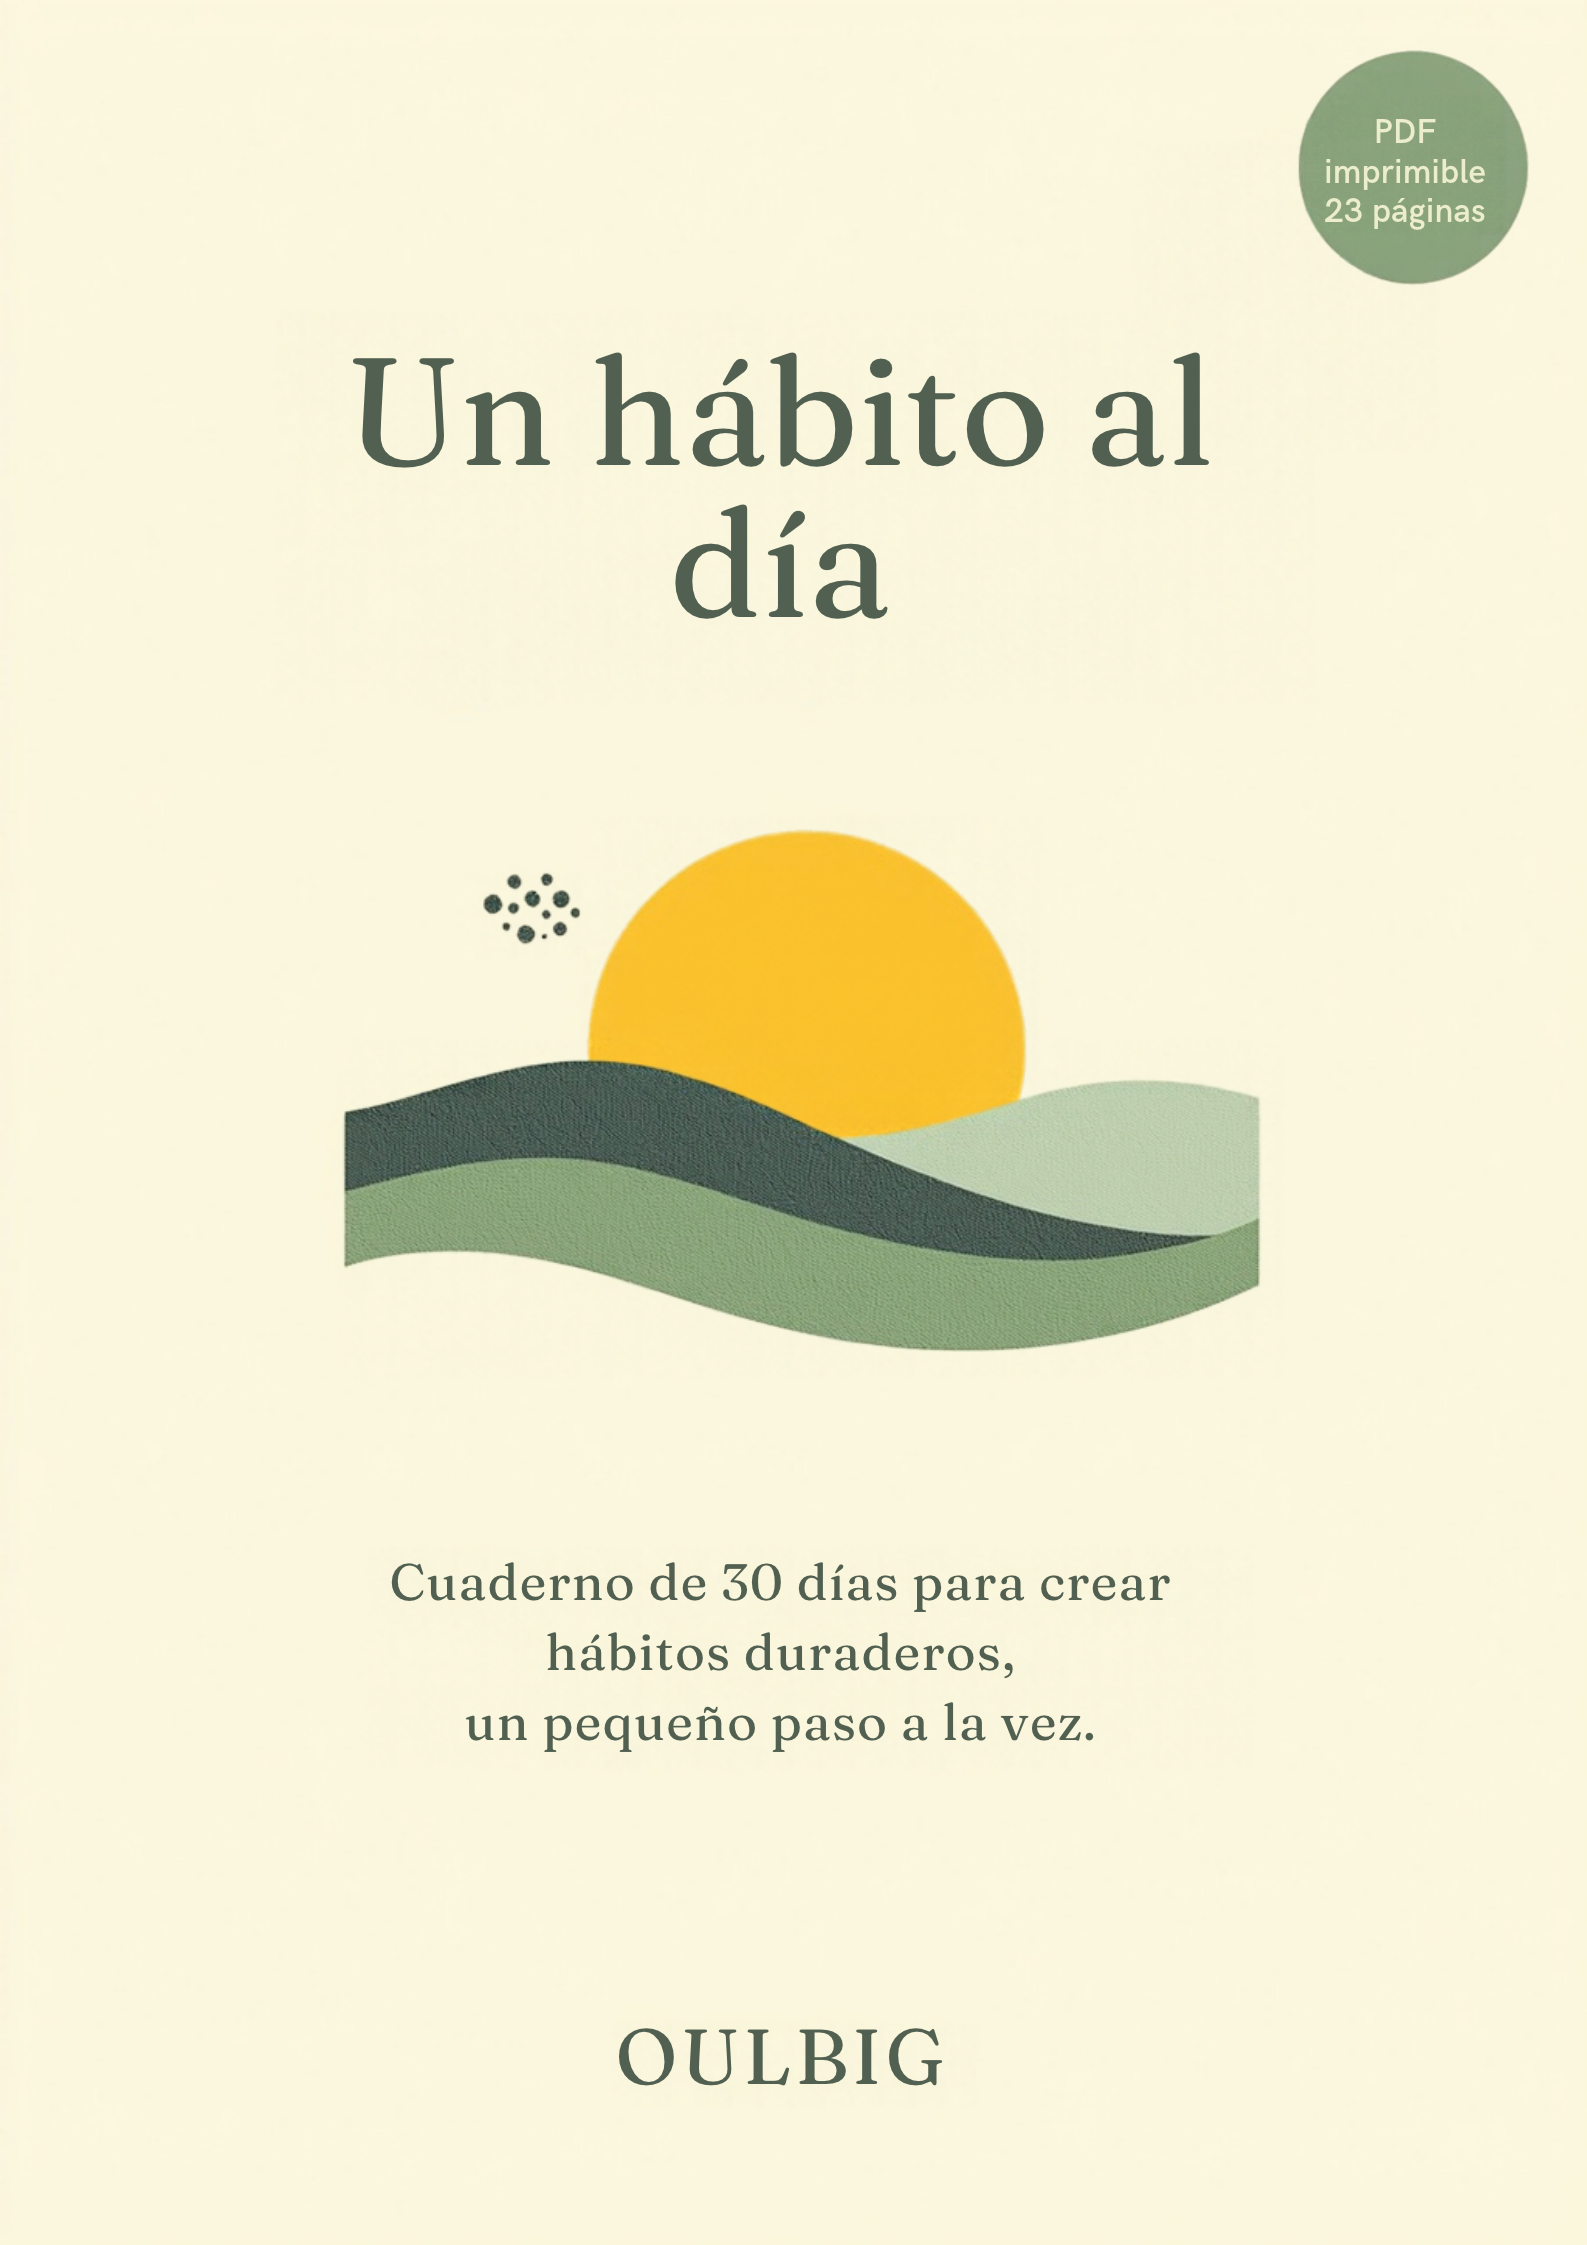 PDF
imprimible
23 páginas
Un hábito al
día
Cuaderno de 30 días para crear
hábitos duraderos,
un pequeño paso a la vez.
OULBIG